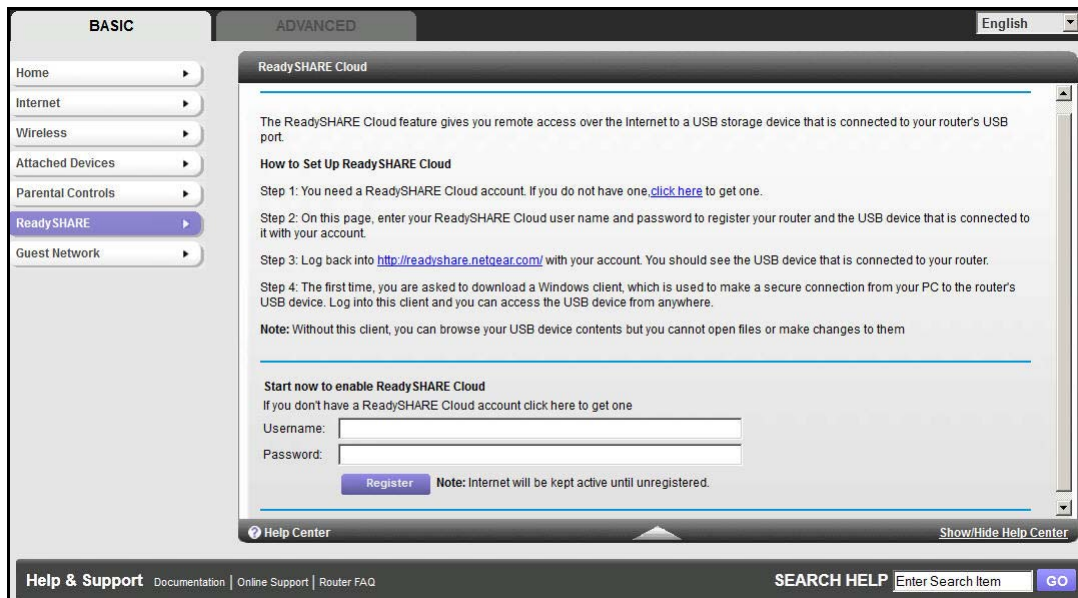 BASIC
ADVANCED
English
Home
Internet
Wireless
Attached Devices
Parental Controls
ReadySHARE
Guest Network
ReadySHARE Cloud
The ReadySHARE Cloud feature gives you remote access over the Internet to a USB storage device that is connected to your router's USB
port.
How to Set Up ReadySHARE Cloud
Step 1: You need a ReadySHARE Cloud account. If you do not have one,click here to get one.
Step 2: On this page, enter your ReadySHARE Cloud user name and password to register your router and the USB device that is connected to
it with your account.
Step 3: Log back into http://readyshare.netgear.com/ with your account. You should see the USB device that is connected to your router.
Step 4: The first time, you are asked to download a Windows client, which is used to make a secure connection from your PC to the router's
USB device. Log into this client and you can access the USB device from anywhere.
Note: Without this client, you can browse your USB device contents but you cannot open files or make changes to them
Start now to enable ReadySHARE Cloud
If you don't have a ReadySHARE Cloud account click here to get one
Username:
Password:
Register Note: Internet will be kept active until unregistered.
? Help Center Show/Hide Help Center
Help & Support Documentation | Online Support | Router FAQ SEARCH HELP Enter Search Item GO